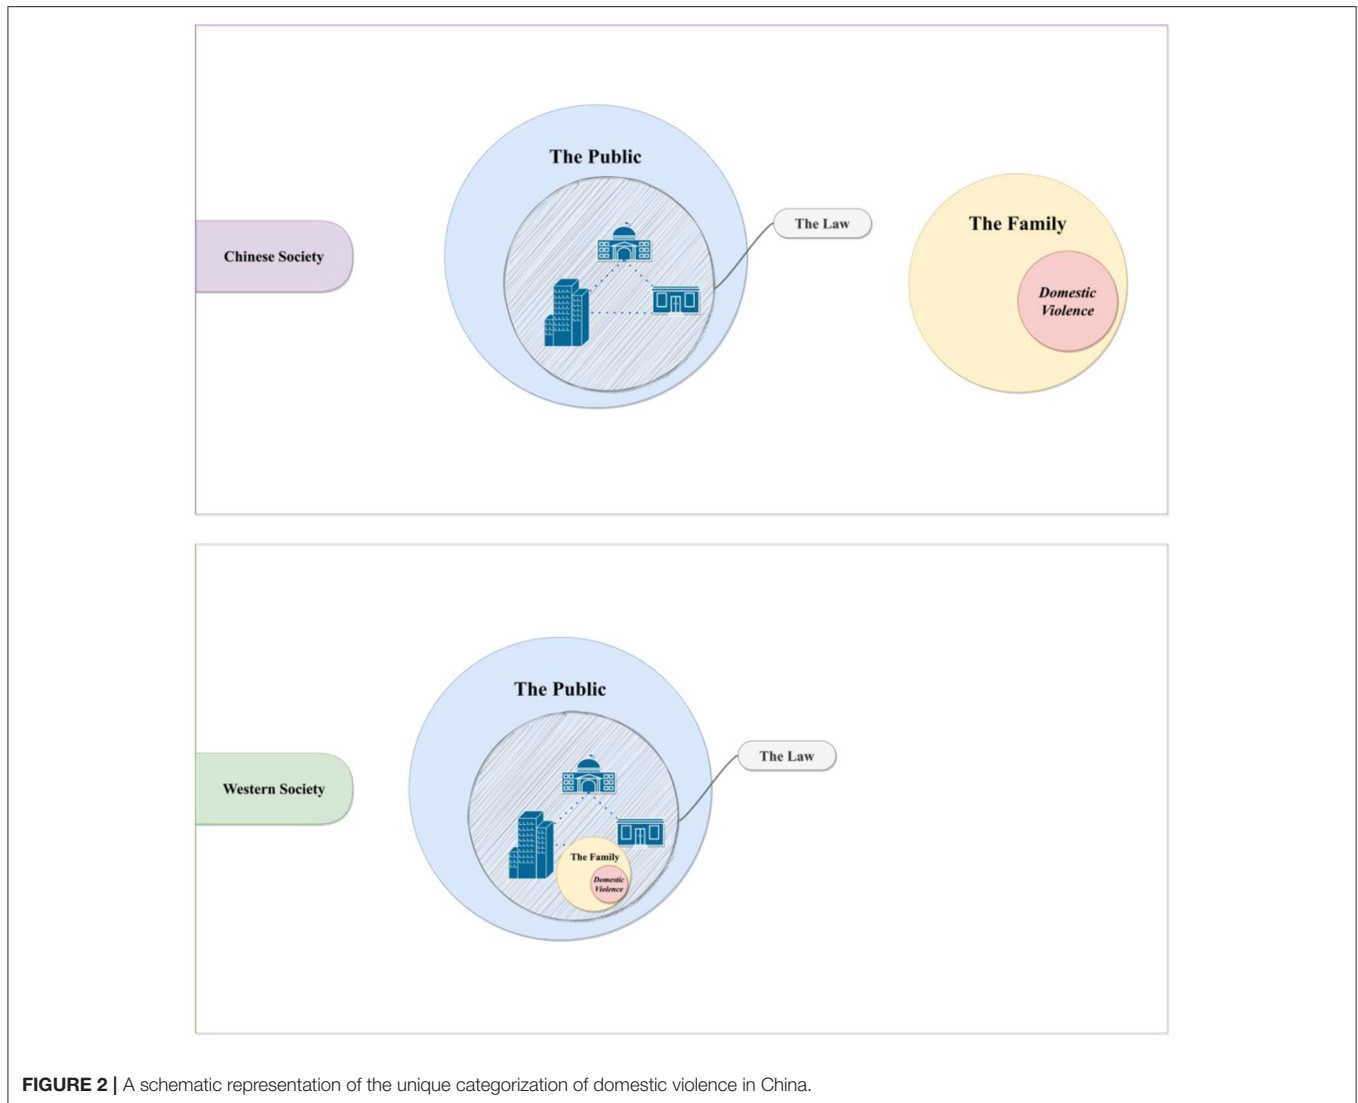 The Public
The Law
The Family
Chinese Society
Domestic
Violence
The Public
The Law
Western Society
The Family
Domestic
Violence
FIGURE 2 | A schematic representation of the unique categorization of domestic violence in China.